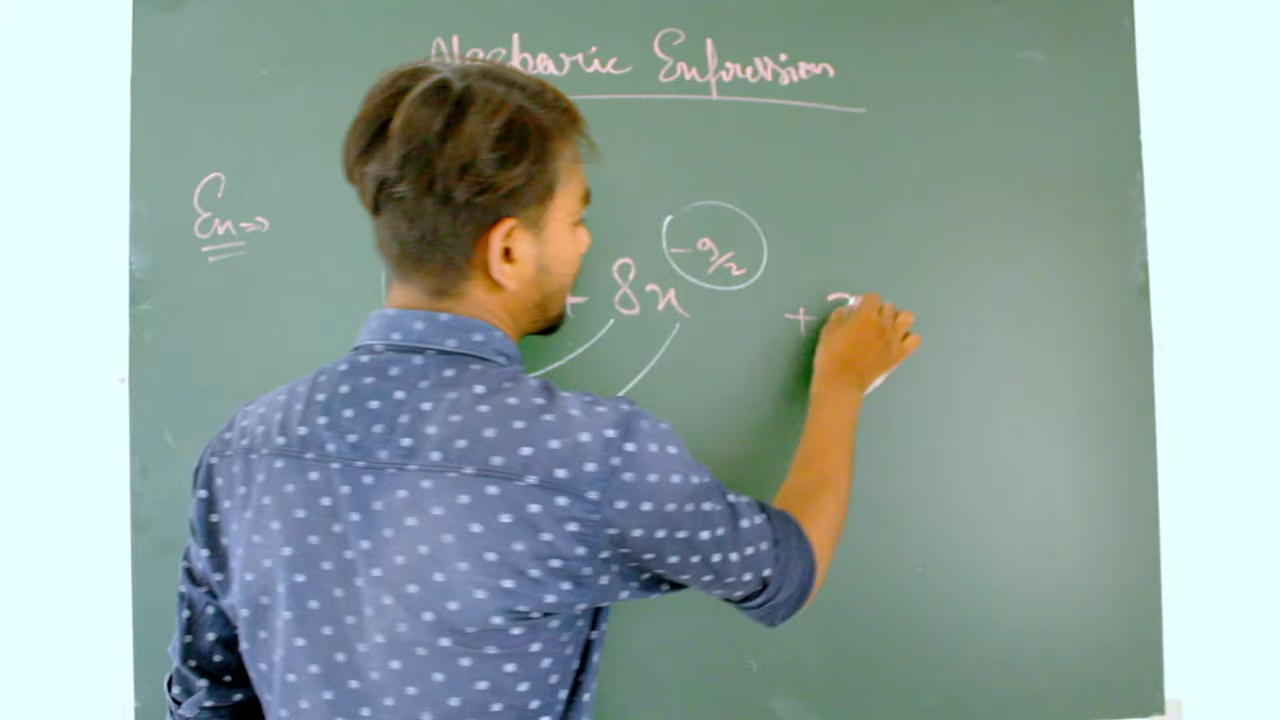 Algebraic Expression
Ex =>
+ 8x^{-9/2} +